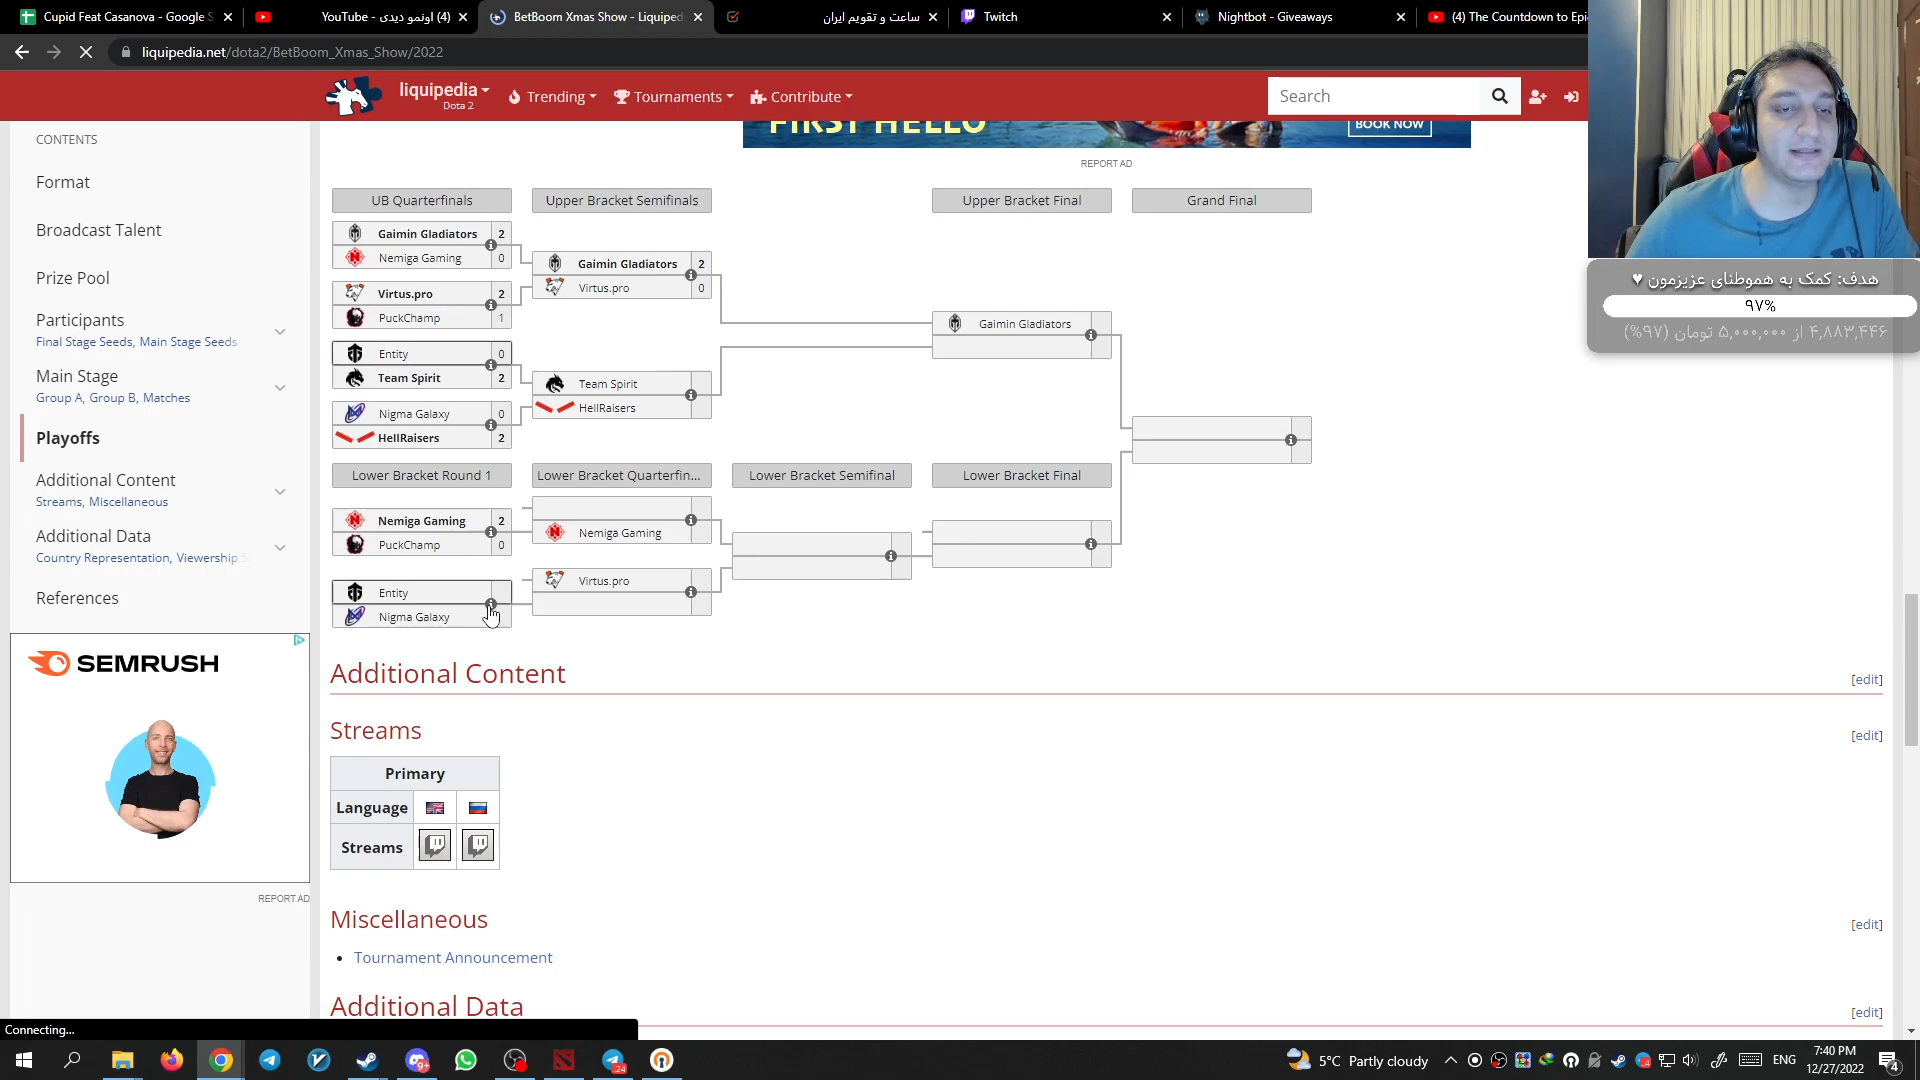 Cupid Feat Casanova - Google S
(4) اونمو دیدی - YouTube
BetBoom Xmas Show - Liquiped
ساعت و تقویم ایران
Twitch
Nightbot - Giveaways
(4) The Countdown to Epi
liquipedia.net/dota2/BetBoom_Xmas_Show/2022
liquipedia
Dota 2
Trending
Tournaments
Contribute
Search
CONTENTS
Format
Broadcast Talent
Prize Pool
Participants
Final Stage Seeds, Main Stage Seeds
Main Stage
Group A, Group B, Matches
Playoffs
Additional Content
Streams, Miscellaneous
Additional Data
Country Representation, Viewership
References
SEMRUSH
REPORT AD
FIRST HELLO
BOOK NOW
REPORT AD
UB Quarterfinals
Upper Bracket Semifinals
Upper Bracket Final
Grand Final
Gaimin Gladiators 2
Nemiga Gaming 0
Virtus.pro 2
PuckChamp 1
Entity 0
Team Spirit 2
Nigma Galaxy 0
HellRaisers 2
Gaimin Gladiators 2
Virtus.pro 0
Team Spirit
HellRaisers
Gaimin Gladiators
Lower Bracket Round 1
Lower Bracket Quarterfin...
Lower Bracket Semifinal
Lower Bracket Final
Nemiga Gaming 2
PuckChamp 0
Entity
Nigma Galaxy
Nemiga Gaming
Virtus.pro
Additional Content
[edit]
Streams
[edit]
Primary
Language
Streams
Miscellaneous
[edit]
Tournament Announcement
Additional Data
[edit]
هدف: کمک به هموطنای عزیزمون ♥
۹۷%
۴,۸۸۳,۴۴۶ از ۵,۰۰۰,۰۰۰ تومان (۹۷%)
Connecting...
9+
24
5°C Partly cloudy
ENG
7:40 PM
12/27/2022
4